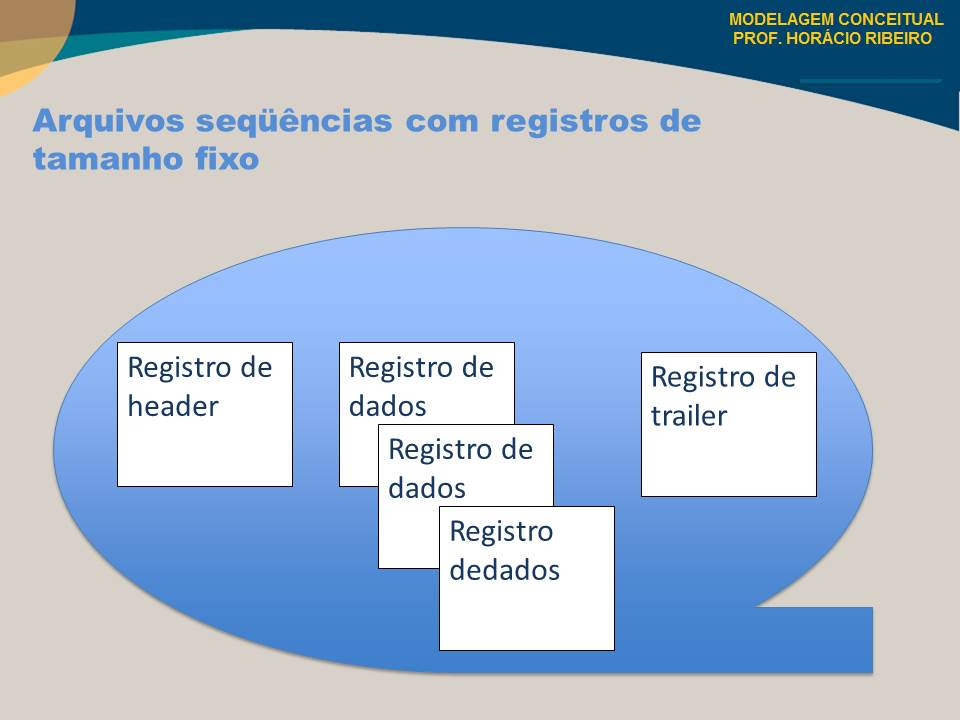 MODELAGEM CONCEITUAL
PROF. HORÁCIO RIBEIRO
Arquivos seqüências com registros de
tamanho fixo
Registro de
header
Registro de
dados
Registro de
dados
Registro
dedados
Registro de
trailer